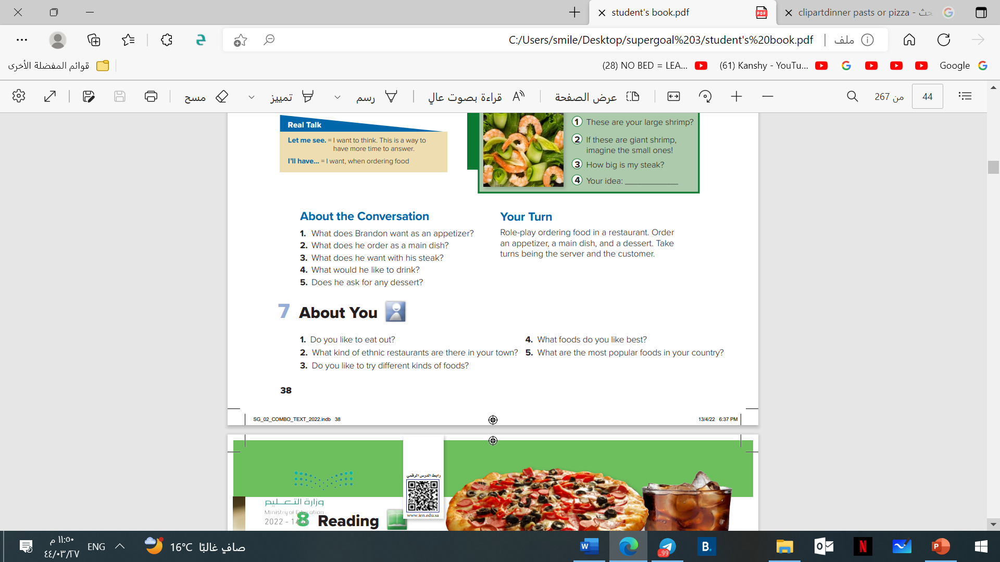 student's book.pdf
clipartdinner pasts or pizza - بحث
C:/Users/smile/Desktop/supergoal%203/student's%20book.pdf
ملف
قوائم المفضلة الأخرى
(28) NO BED = LEA...
(61) Kanshy - YouTu...
Google
مسح
تمييز
رسم
قراءة بصوت عالٍ
عرض الصفحة
من 267
44
Real Talk
Let me see. = I want to think. This is a way to
have more time to answer.
I'll have... = I want, when ordering food
1 These are your large shrimp?
2 If these are giant shrimp,
imagine the small ones!
3 How big is my steak?
4 Your idea: ____________
About the Conversation
1. What does Brandon want as an appetizer?
2. What does he order as a main dish?
3. What does he want with his steak?
4. What would he like to drink?
5. Does he ask for any dessert?
Your Turn
Role-play ordering food in a restaurant. Order
an appetizer, a main dish, and a dessert. Take
turns being the server and the customer.
7 About You
1. Do you like to eat out?
2. What kind of ethnic restaurants are there in your town?
3. Do you like to try different kinds of foods?
4. What foods do you like best?
5. What are the most popular foods in your country?
38
SG_02_COMBO_TEXT_2022.indb 38
13/4/22 6:37 PM
رابط الدرس الرقمي
www.ien.edu.sa
وزارة التعليم
Ministry of Education
2022 -
8 Reading
١١:٥٠ م
٤٤/٠٣/٢٧
ENG
16°C صافٍ غالبًا
.99